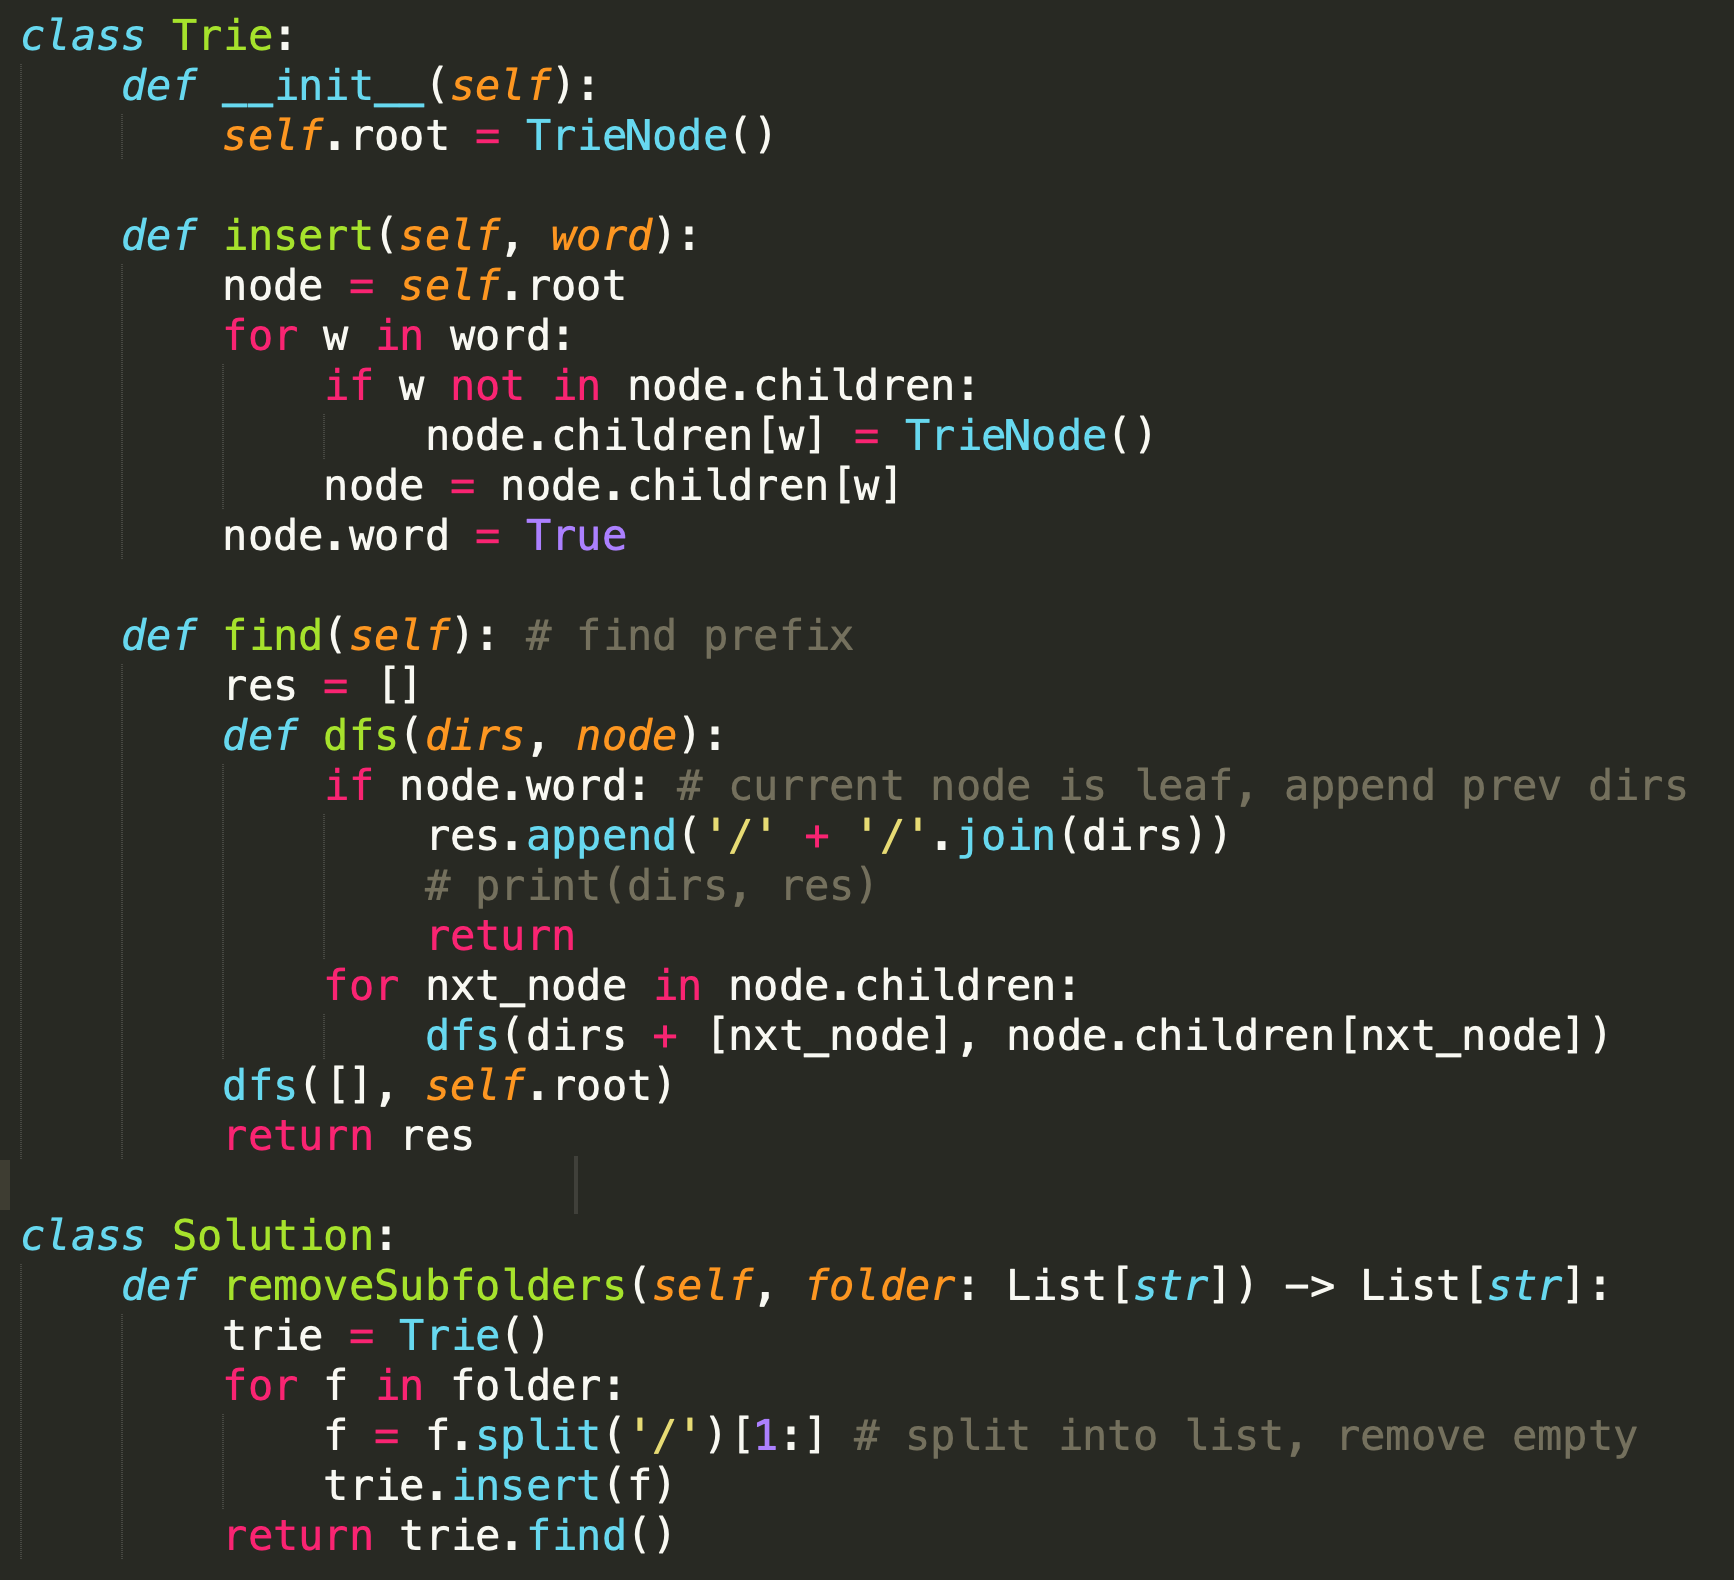 class Trie:
    def __init__(self):
        self.root = TrieNode()

    def insert(self, word):
        node = self.root
        for w in word:
            if w not in node.children:
                node.children[w] = TrieNode()
            node = node.children[w]
        node.word = True

    def find(self): # find prefix
        res = []
        def dfs(dirs, node):
            if node.word: # current node is leaf, append prev dirs
                res.append('/' + '/'.join(dirs))
                # print(dirs, res)
                return
            for nxt_node in node.children:
                dfs(dirs + [nxt_node], node.children[nxt_node])
        dfs([], self.root)
        return res

class Solution:
    def removeSubfolders(self, folder: List[str]) -> List[str]:
        trie = Trie()
        for f in folder:
            f = f.split('/')[1:] # split into list, remove empty
            trie.insert(f)
        return trie.find()